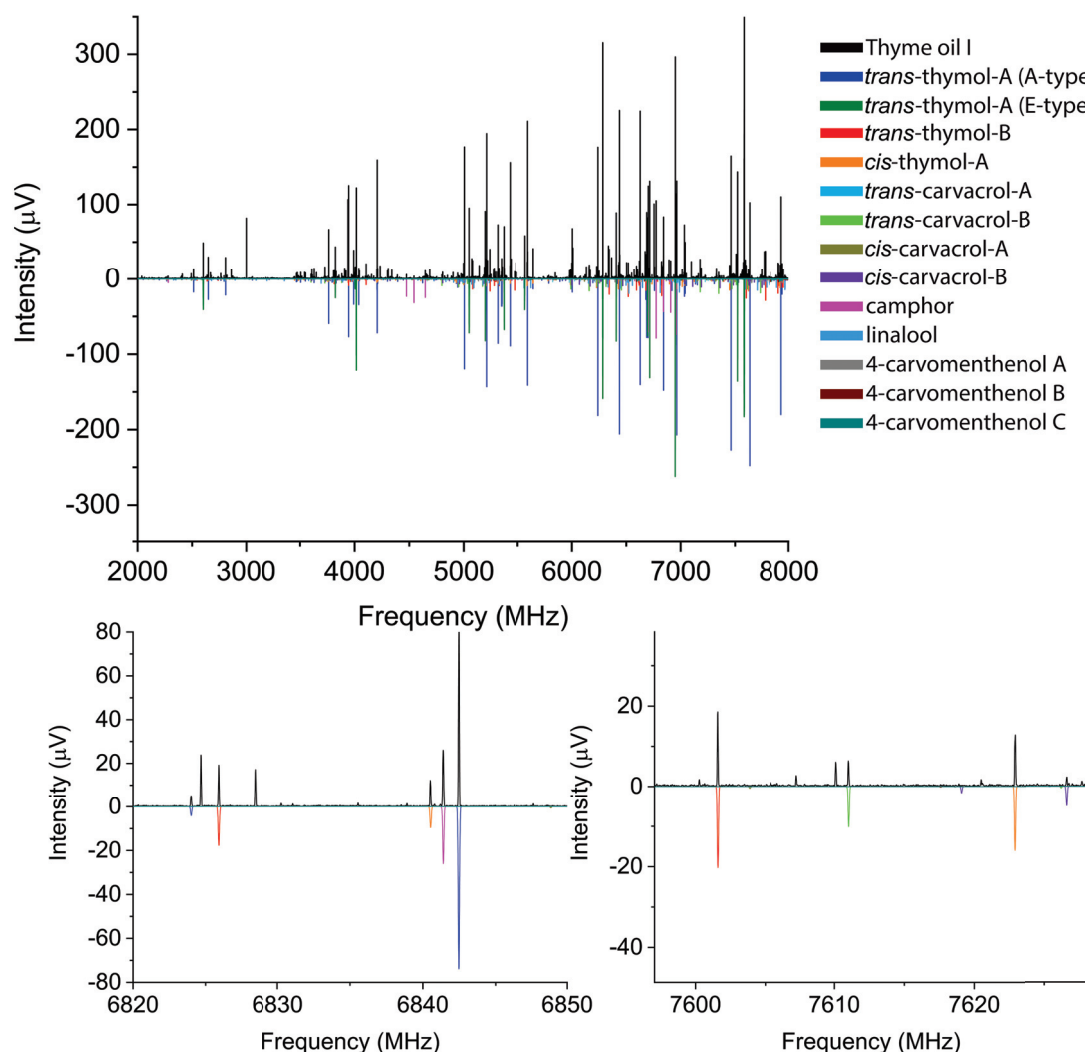 300
200
100
0
-100
-200
-300
Intensity (μV)
2000 3000 4000 5000 6000 7000 8000
Frequency (MHz)
Thyme oil I
trans-thymol-A (A-type
trans-thymol-A (E-type
trans-thymol-B
cis-thymol-A
trans-carvacrol-A
trans-carvacrol-B
cis-carvacrol-A
cis-carvacrol-B
camphor
linalool
4-carvomenthenol A
4-carvomenthenol B
4-carvomenthenol C
80
60
40
20
0
-20
-40
-60
-80
Intensity (μV)
6820 6830 6840 6850
Frequency (MHz)
20
0
-20
-40
Intensity (μV)
7600 7610 7620
Frequency (MHz)